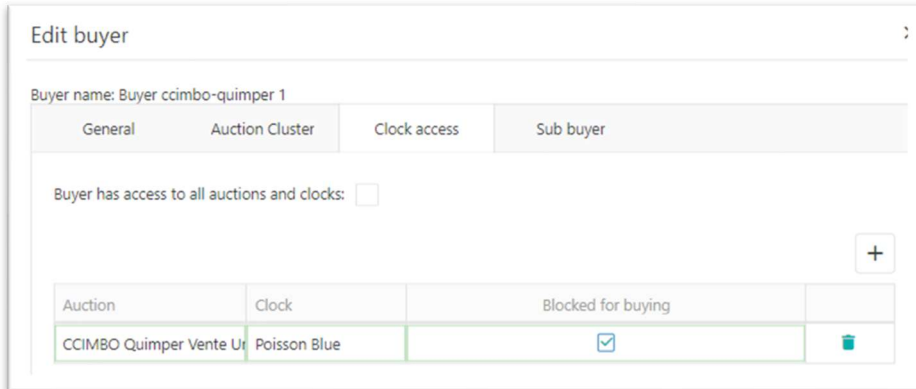 Edit buyer
Buyer name: Buyer ccimbo-quimper 1
General Auction Cluster Clock access Sub buyer
Buyer has access to all auctions and clocks:
+
Auction Clock Blocked for buying
CCIMBO Quimper Vente Ur Poisson Blue